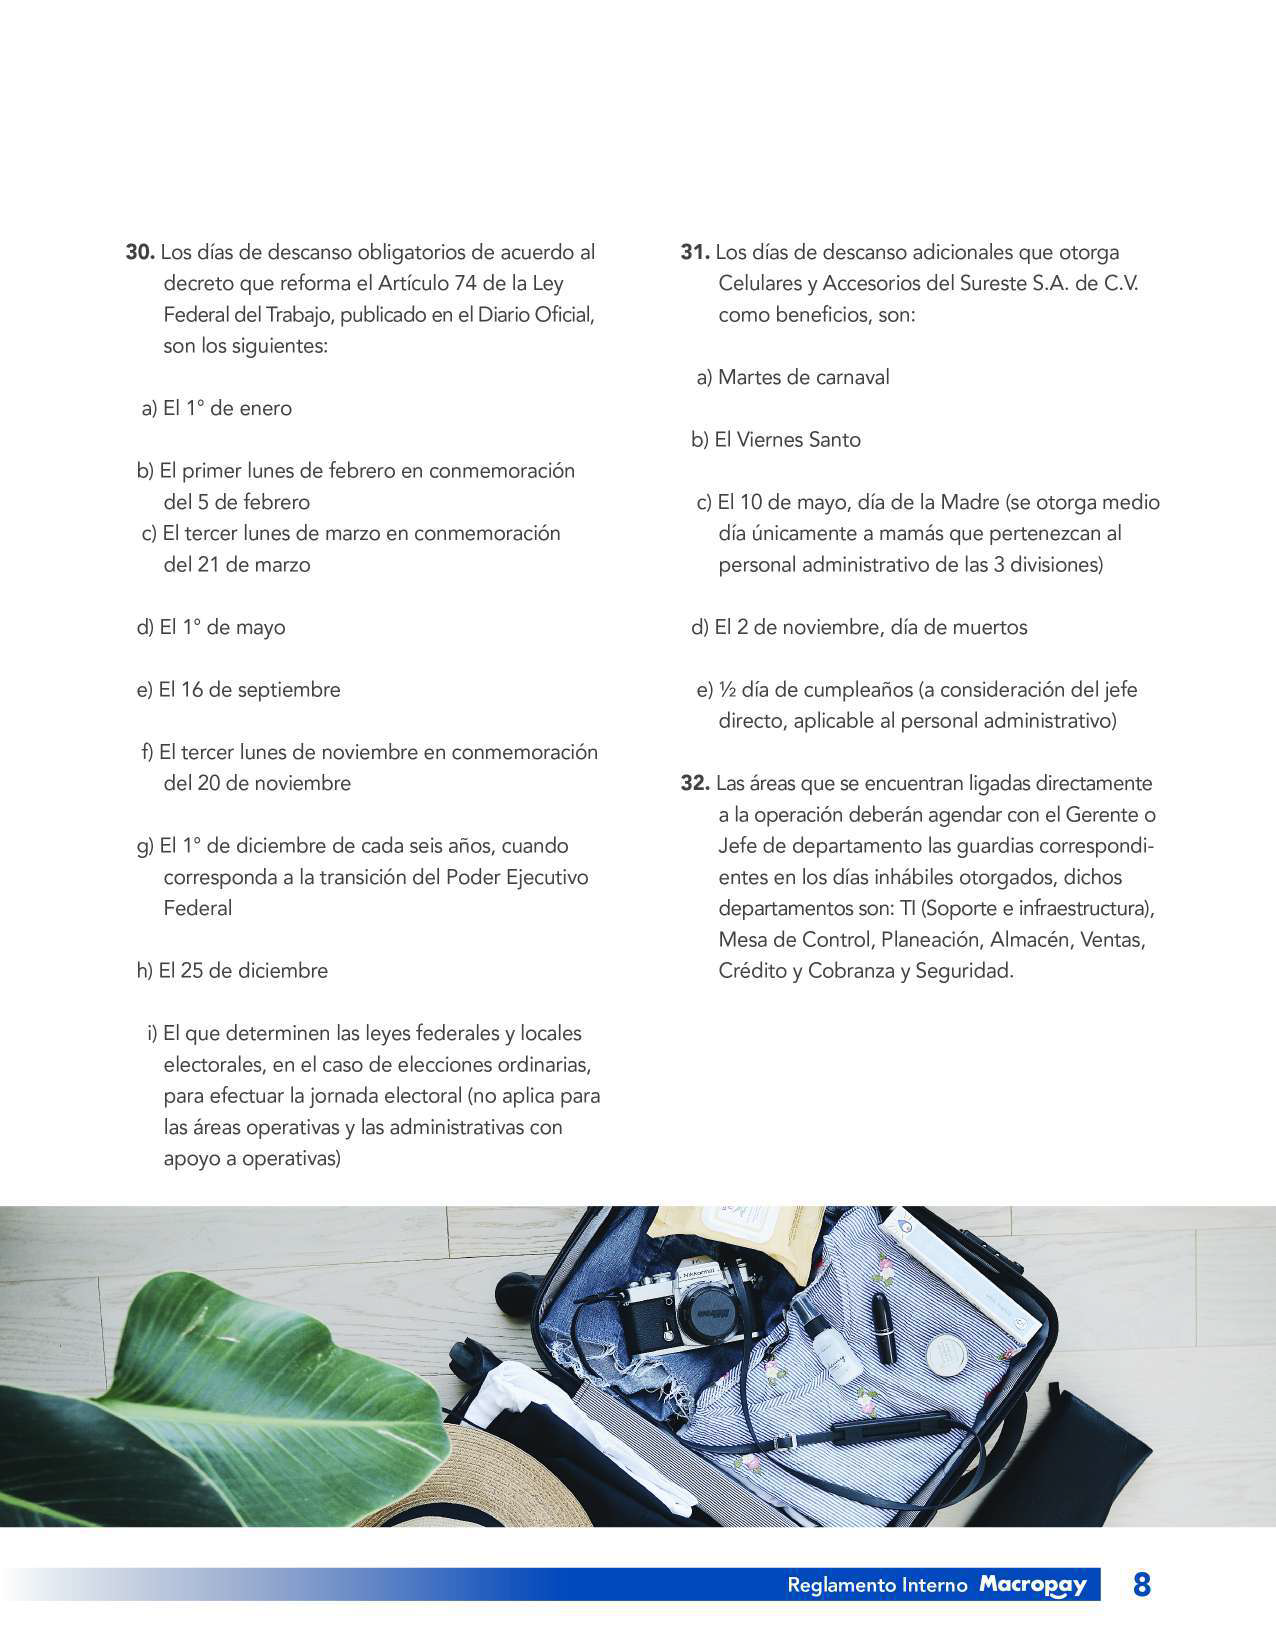 30. Los días de descanso obligatorios de acuerdo al
decreto que reforma el Artículo 74 de la Ley
Federal del Trabajo, publicado en el Diario Oficial,
son los siguientes:
a) El 1° de enero
b) El primer lunes de febrero en conmemoración
del 5 de febrero
c) El tercer lunes de marzo en conmemoración
del 21 de marzo
d) El 1° de mayo
e) El 16 de septiembre
f) El tercer lunes de noviembre en conmemoración
del 20 de noviembre
g) El 1° de diciembre de cada seis años, cuando
corresponda a la transición del Poder Ejecutivo
Federal
h) El 25 de diciembre
i) El que determinen las leyes federales y locales
electorales, en el caso de elecciones ordinarias,
para efectuar la jornada electoral (no aplica para
las áreas operativas y las administrativas con
apoyo a operativas)
31. Los días de descanso adicionales que otorga
Celulares y Accesorios del Sureste S.A. de C.V.
como beneficios, son:
a) Martes de carnaval
b) El Viernes Santo
c) El 10 de mayo, día de la Madre (se otorga medio
día únicamente a mamás que pertenezcan al
personal administrativo de las 3 divisiones)
d) El 2 de noviembre, día de muertos
e) ½ día de cumpleaños (a consideración del jefe
directo, aplicable al personal administrativo)
32. Las áreas que se encuentran ligadas directamente
a la operación deberán agendar con el Gerente o
Jefe de departamento las guardias correspondi-
entes en los días inhábiles otorgados, dichos
departamentos son: TI (Soporte e infraestructura),
Mesa de Control, Planeación, Almacén, Ventas,
Crédito y Cobranza y Seguridad.
Nikkormat
Nikon
Reglamento Interno Macropay 8